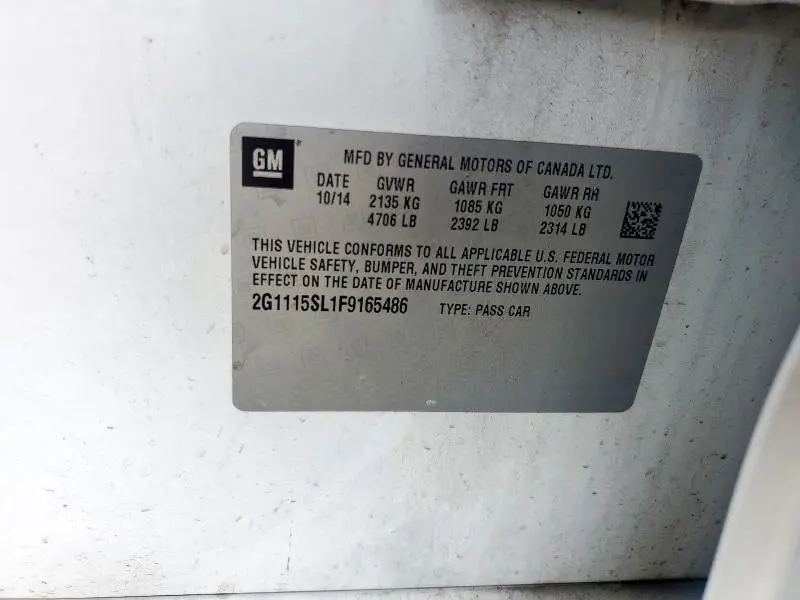 GM
MFD BY GENERAL MOTORS OF CANADA LTD.
DATE GVWR GAWR FRT GAWR RR
10/14 2135 KG 1085 KG 1050 KG
4706 LB 2392 LB 2314 LB
THIS VEHICLE CONFORMS TO ALL APPLICABLE U.S. FEDERAL MOTOR
VEHICLE SAFETY, BUMPER, AND THEFT PREVENTION STANDARDS IN
EFFECT ON THE DATE OF MANUFACTURE SHOWN ABOVE.
2G1115SL1F9165486 TYPE: PASS CAR